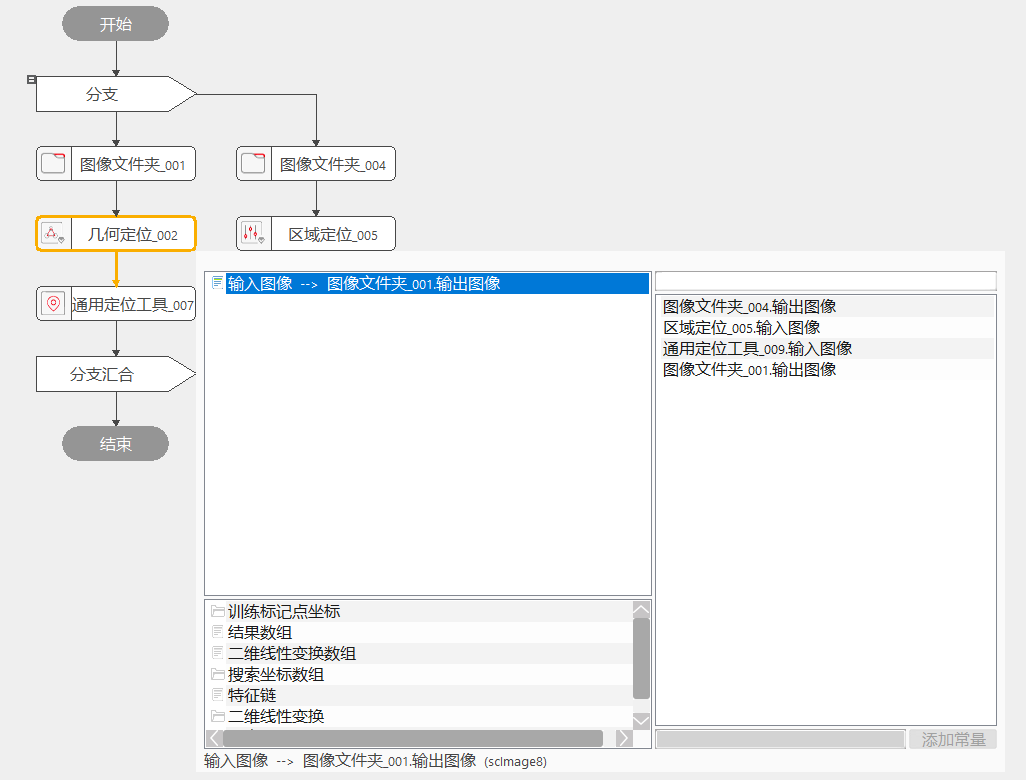 开始
分支
图像文件夹_001
图像文件夹_004
几何定位_002
区域定位_005
通用定位工具_007
分支汇合
结束
输入图像 --> 图像文件夹_001.输出图像
图像文件夹_004.输出图像
区域定位_005.输入图像
通用定位工具_009.输入图像
图像文件夹_001.输出图像
训练标记点坐标
结果数组
二维线性变换数组
搜索坐标数组
特征链
二维线性变换
添加常量
输入图像 --> 图像文件夹_001.输出图像 (scImage8)